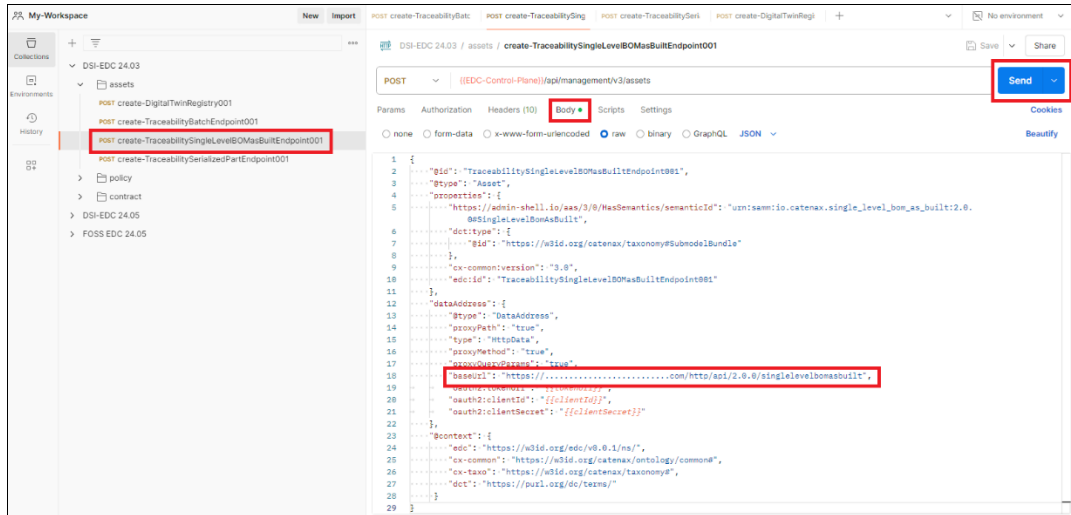 My-Workspace New Import POST create-TraceabilityBatc POST create-TraceabilitySing POST create-TraceabilitySeri POST create-DigitalTwinRegi + No environment
Collections
Environments
History
DSI-EDC 24.03
assets
POST create-DigitalTwinRegistry001
POST create-TraceabilityBatchEndpoint001
POST create-TraceabilitySingleLevelBOMasBuiltEndpoint001
POST create-TraceabilitySerializedPartEndpoint001
policy
contract
DSI-EDC 24.05
FOSS EDC 24.05
DSI-EDC 24.03 / assets / create-TraceabilitySingleLevelBOMasBuiltEndpoint001 Save Share
POST {{EDC-Control-Plane}}/api/management/v3/assets Send
Params Authorization Headers (10) Body Scripts Settings Cookies
none form-data x-www-form-urlencoded raw binary GraphQL JSON Beautify
1 {
2 "@id": "TraceabilitySingleLevelBOMasBuiltEndpoint001",
3 "@type": "Asset",
4 "properties": {
5 "https://admin-shell.io/aas/3/0/HasSemantics/semanticId": "urn:samm:io.catenax.single_level_bom_as_built:2.0.
0#SingleLevelBomAsBuilt",
6 "dct:type": {
7 "@id": "https://w3id.org/catenax/taxonomy#SubmodelBundle"
8 },
9 "cx-common:version": "3.0",
10 "edc:id": "TraceabilitySingleLevelBOMasBuiltEndpoint001"
11 },
12 "dataAddress": {
13 "@type": "DataAddress",
14 "proxyPath": "true",
15 "type": "HttpData",
16 "proxyMethod": "true",
17 "proxyQueryParams": "true",
18 "baseUrl": "https://..........................com/http/api/2.0.0/singlelevelbomasbuilt",
19 "oauth2:tokenUrl": "{{tokenUrl}}",
20 "oauth2:clientId": "{{clientId}}",
21 "oauth2:clientSecret": "{{clientSecret}}"
22 },
23 "@context": {
24 "edc": "https://w3id.org/edc/v0.0.1/ns/",
25 "cx-common": "https://w3id.org/catenax/ontology/common#",
26 "cx-taxo": "https://w3id.org/catenax/taxonomy#",
27 "dct": "https://purl.org/dc/terms/"
28 }
29 }